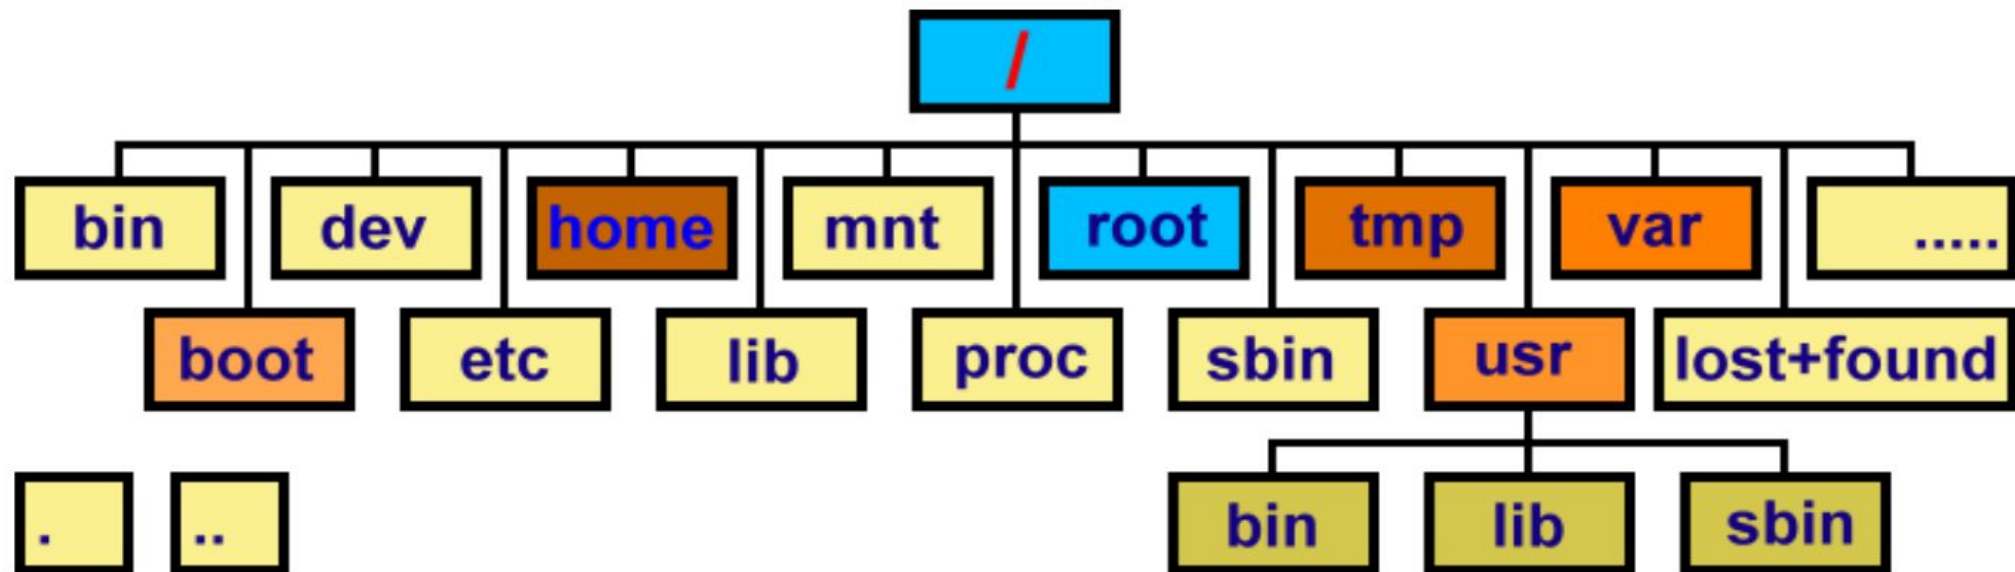 /
bin dev home mnt root tmp var .....
boot etc lib proc sbin usr lost+found
. .. bin lib sbin